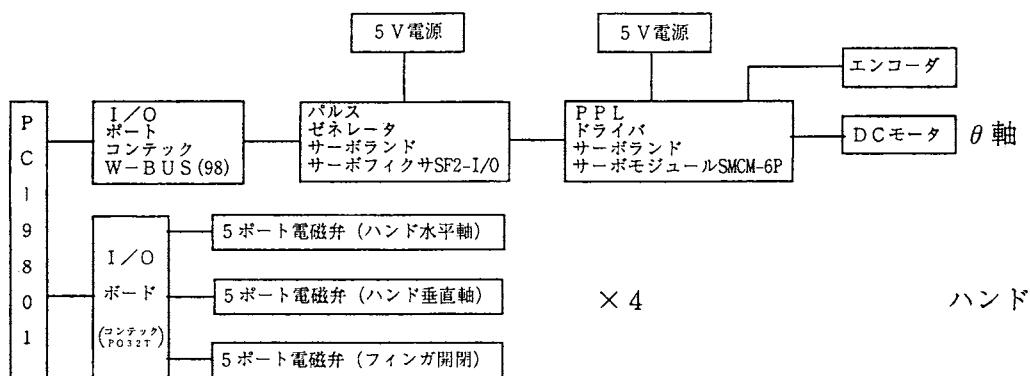 5V電源
5V電源
エンコーダ
PC-9801
I/O
ポート
コンテック
W-BUS(98)
パルス
ゼネレータ
サーボランド
サーボフィクサSF2-I/O
PPL
ドライバ
サーボランド
サーボモジュールSMCM-6P
DCモータ
θ軸
I/O
ボード
(コンテック
PO32T)
5ポート電磁弁(ハンド水平軸)
5ポート電磁弁(ハンド垂直軸)
×4
ハンド
5ポート電磁弁(フィンガ開閉)